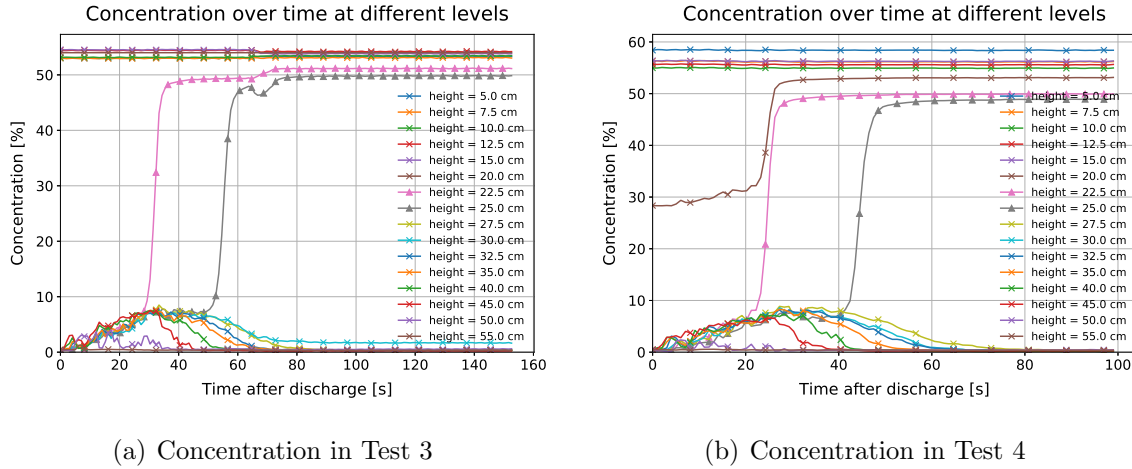 Concentration over time at different levels
Concentration [%]
50
40
30
20
10
0
0 20 40 60 80 100 120 140 160
Time after discharge [s]
height = 5.0 cm
height = 7.5 cm
height = 10.0 cm
height = 12.5 cm
height = 15.0 cm
height = 20.0 cm
height = 22.5 cm
height = 25.0 cm
height = 27.5 cm
height = 30.0 cm
height = 32.5 cm
height = 35.0 cm
height = 40.0 cm
height = 45.0 cm
height = 50.0 cm
height = 55.0 cm
(a) Concentration in Test 3
Concentration over time at different levels
Concentration [%]
60
50
40
30
20
10
0
0 20 40 60 80 100
Time after discharge [s]
height = 5.0 cm
height = 7.5 cm
height = 10.0 cm
height = 12.5 cm
height = 15.0 cm
height = 20.0 cm
height = 22.5 cm
height = 25.0 cm
height = 27.5 cm
height = 30.0 cm
height = 32.5 cm
height = 35.0 cm
height = 40.0 cm
height = 45.0 cm
height = 50.0 cm
height = 55.0 cm
(b) Concentration in Test 4